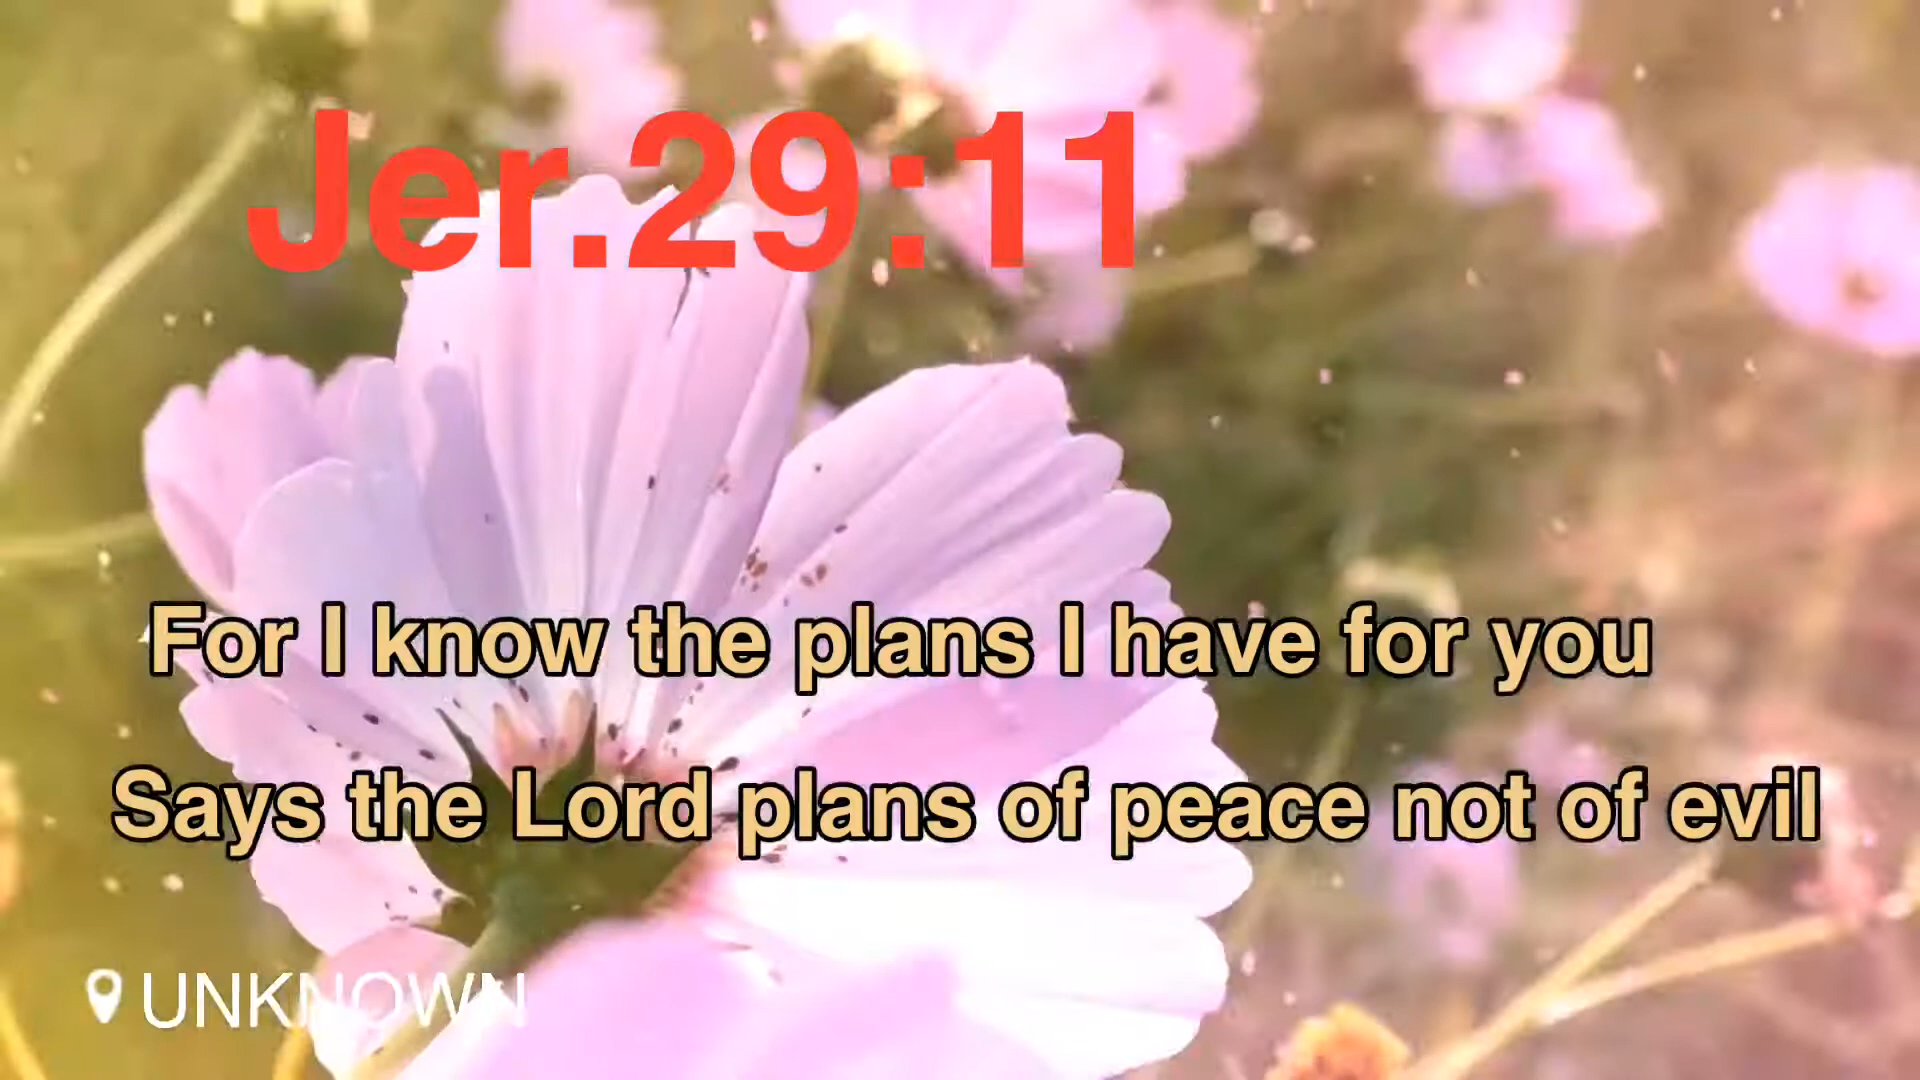 Jer.29:11
For I know the plans I have for you
Says the Lord plans of peace not of evil
UNKNOWN